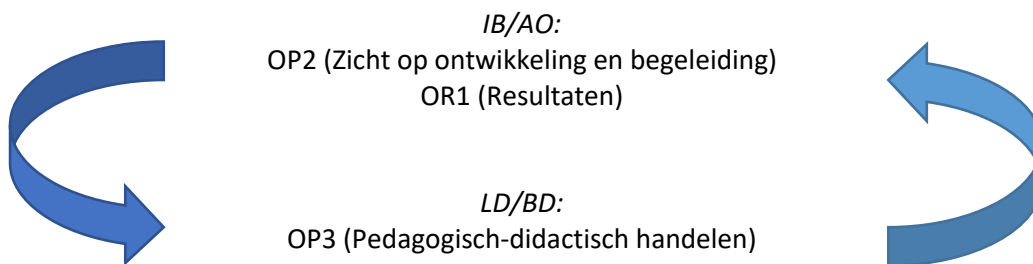 IB/AO:
OP2 (Zicht op ontwikkeling en begeleiding)
OR1 (Resultaten)
LD/BD:
OP3 (Pedagogisch-didactisch handelen)